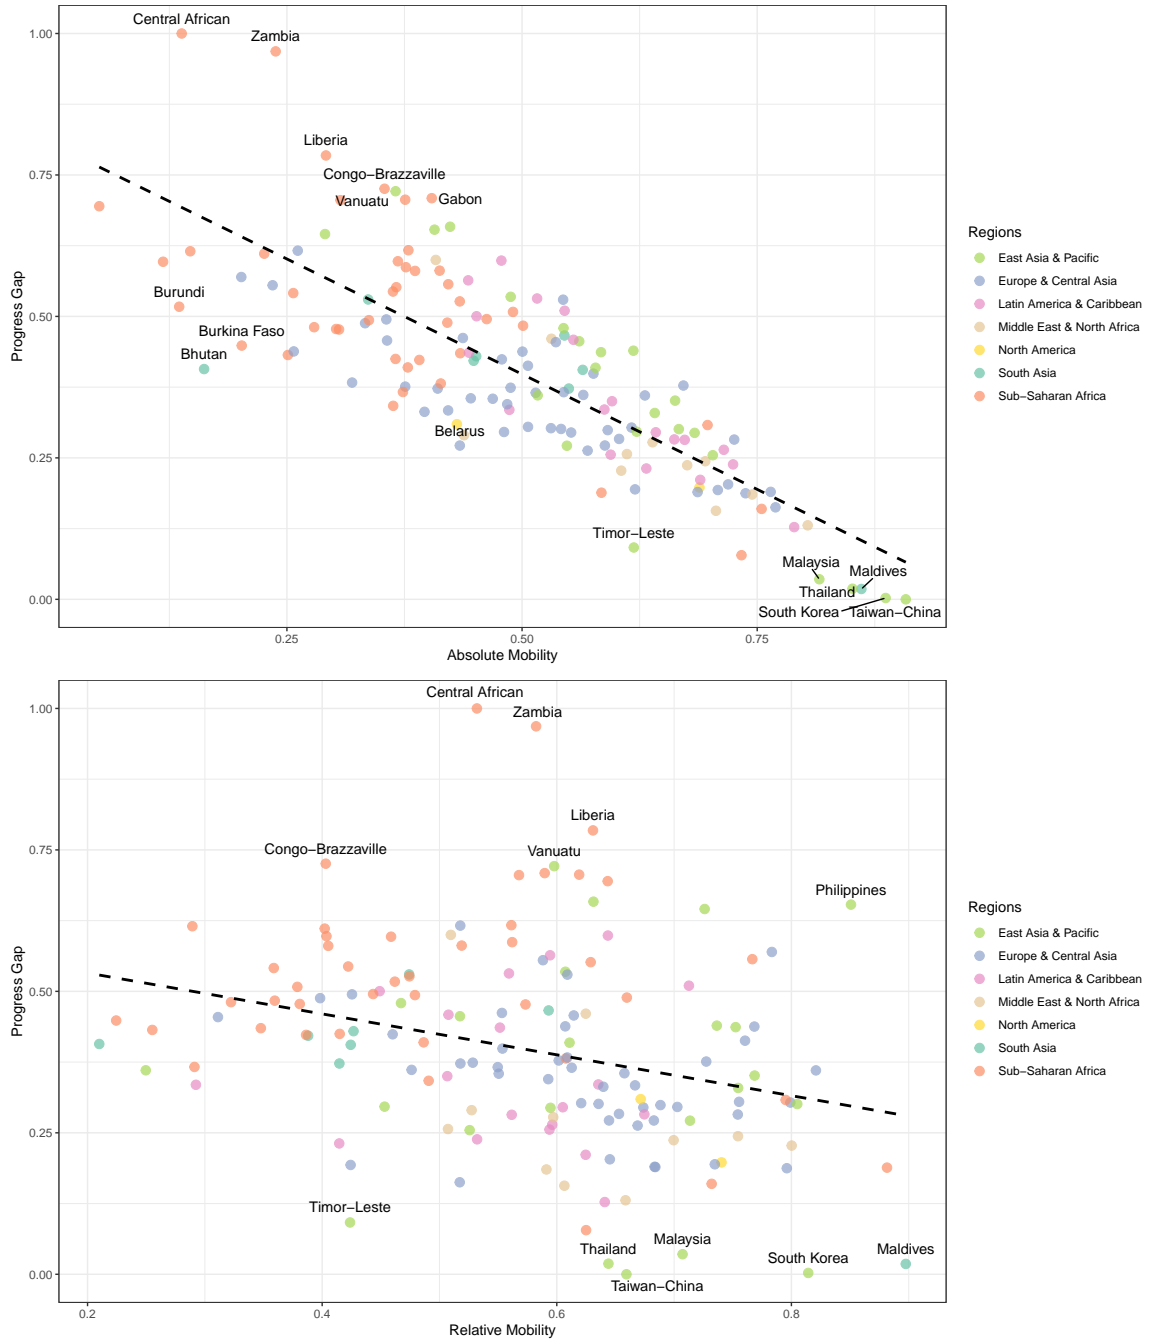 Central African
Zambia
Liberia
Congo−Brazzaville
Vanuatu
Gabon
Burundi
Burkina Faso
Bhutan
Belarus
Timor−Leste
Malaysia
Maldives
Thailand
South Korea
Taiwan−China
1.00
0.75
0.50
0.25
0.00
Progress Gap
0.25
0.50
0.75
Absolute Mobility
Regions
East Asia & Pacific
Europe & Central Asia
Latin America & Caribbean
Middle East & North Africa
North America
South Asia
Sub−Saharan Africa
Central African
Zambia
Liberia
Congo−Brazzaville
Vanuatu
Philippines
Timor−Leste
Thailand
Malaysia
South Korea
Maldives
Taiwan−China
1.00
0.75
0.50
0.25
0.00
Progress Gap
0.2
0.4
0.6
0.8
Relative Mobility
Regions
East Asia & Pacific
Europe & Central Asia
Latin America & Caribbean
Middle East & North Africa
North America
South Asia
Sub−Saharan Africa